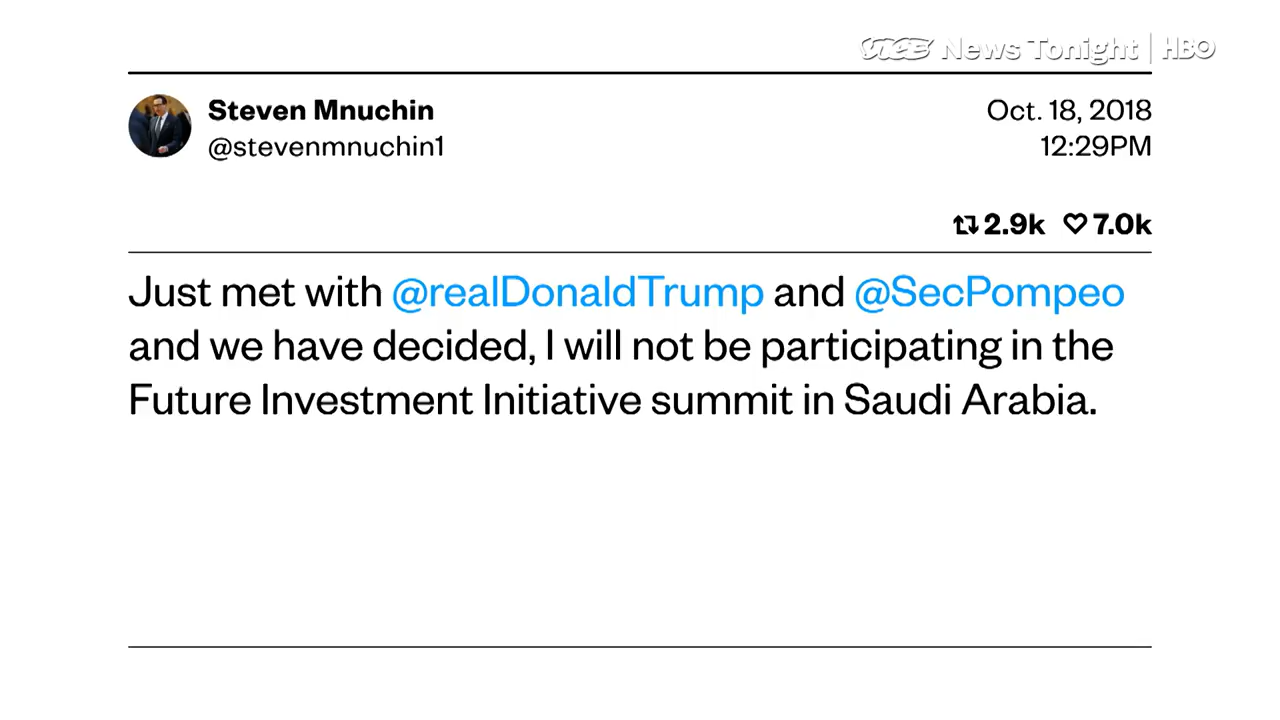 VICE News Tonight | HBO
Steven Mnuchin
@stevenmnuchin1
Oct. 18, 2018
12:29PM
2.9k 7.0k
Just met with @realDonaldTrump and @SecPompeo
and we have decided, I will not be participating in the
Future Investment Initiative summit in Saudi Arabia.